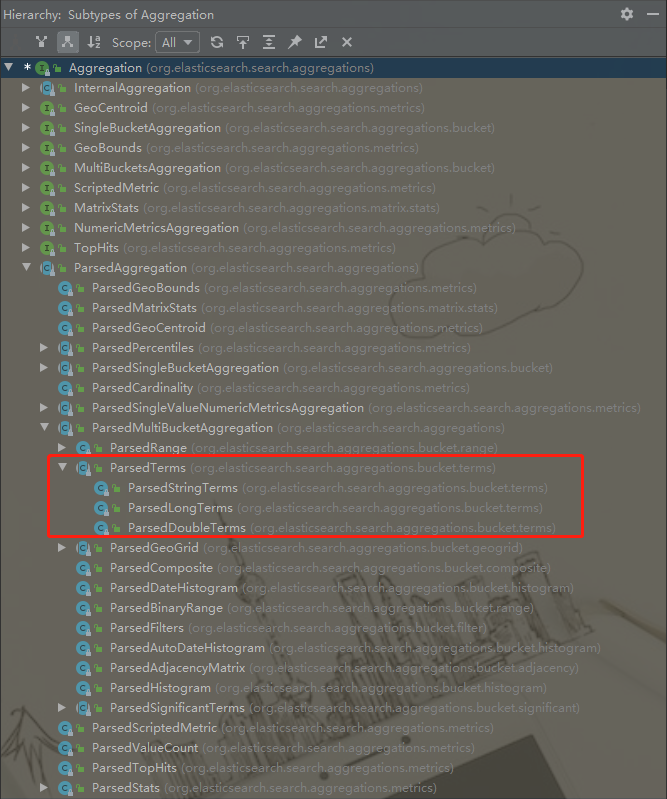 Hierarchy: Subtypes of Aggregation
Scope: All
* Aggregation (org.elasticsearch.search.aggregations)
InternalAggregation (org.elasticsearch.search.aggregations)
GeoCentroid (org.elasticsearch.search.aggregations.metrics)
SingleBucketAggregation (org.elasticsearch.search.aggregations.bucket)
GeoBounds (org.elasticsearch.search.aggregations.metrics)
MultiBucketsAggregation (org.elasticsearch.search.aggregations.bucket)
ScriptedMetric (org.elasticsearch.search.aggregations.metrics)
MatrixStats (org.elasticsearch.search.aggregations.matrix.stats)
NumericMetricsAggregation (org.elasticsearch.search.aggregations.metrics)
TopHits (org.elasticsearch.search.aggregations.metrics)
ParsedAggregation (org.elasticsearch.search.aggregations)
ParsedGeoBounds (org.elasticsearch.search.aggregations.metrics)
ParsedMatrixStats (org.elasticsearch.search.aggregations.matrix.stats)
ParsedGeoCentroid (org.elasticsearch.search.aggregations.metrics)
ParsedPercentiles (org.elasticsearch.search.aggregations.metrics)
ParsedSingleBucketAggregation (org.elasticsearch.search.aggregations.bucket)
ParsedCardinality (org.elasticsearch.search.aggregations.metrics)
ParsedSingleValueNumericMetricsAggregation (org.elasticsearch.search.aggregations.metrics)
ParsedMultiBucketAggregation (org.elasticsearch.search.aggregations)
ParsedRange (org.elasticsearch.search.aggregations.bucket.range)
ParsedTerms (org.elasticsearch.search.aggregations.bucket.terms)
ParsedStringTerms (org.elasticsearch.search.aggregations.bucket.terms)
ParsedLongTerms (org.elasticsearch.search.aggregations.bucket.terms)
ParsedDoubleTerms (org.elasticsearch.search.aggregations.bucket.terms)
ParsedGeoGrid (org.elasticsearch.search.aggregations.bucket.geogrid)
ParsedComposite (org.elasticsearch.search.aggregations.bucket.composite)
ParsedDateHistogram (org.elasticsearch.search.aggregations.bucket.histogram)
ParsedBinaryRange (org.elasticsearch.search.aggregations.bucket.range)
ParsedFilters (org.elasticsearch.search.aggregations.bucket.filter)
ParsedAutoDateHistogram (org.elasticsearch.search.aggregations.bucket.histogram)
ParsedAdjacencyMatrix (org.elasticsearch.search.aggregations.bucket.adjacency)
ParsedHistogram (org.elasticsearch.search.aggregations.bucket.histogram)
ParsedSignificantTerms (org.elasticsearch.search.aggregations.bucket.significant)
ParsedScriptedMetric (org.elasticsearch.search.aggregations.metrics)
ParsedValueCount (org.elasticsearch.search.aggregations.metrics)
ParsedTopHits (org.elasticsearch.search.aggregations.metrics)
ParsedStats (org.elasticsearch.search.aggregations.metrics)